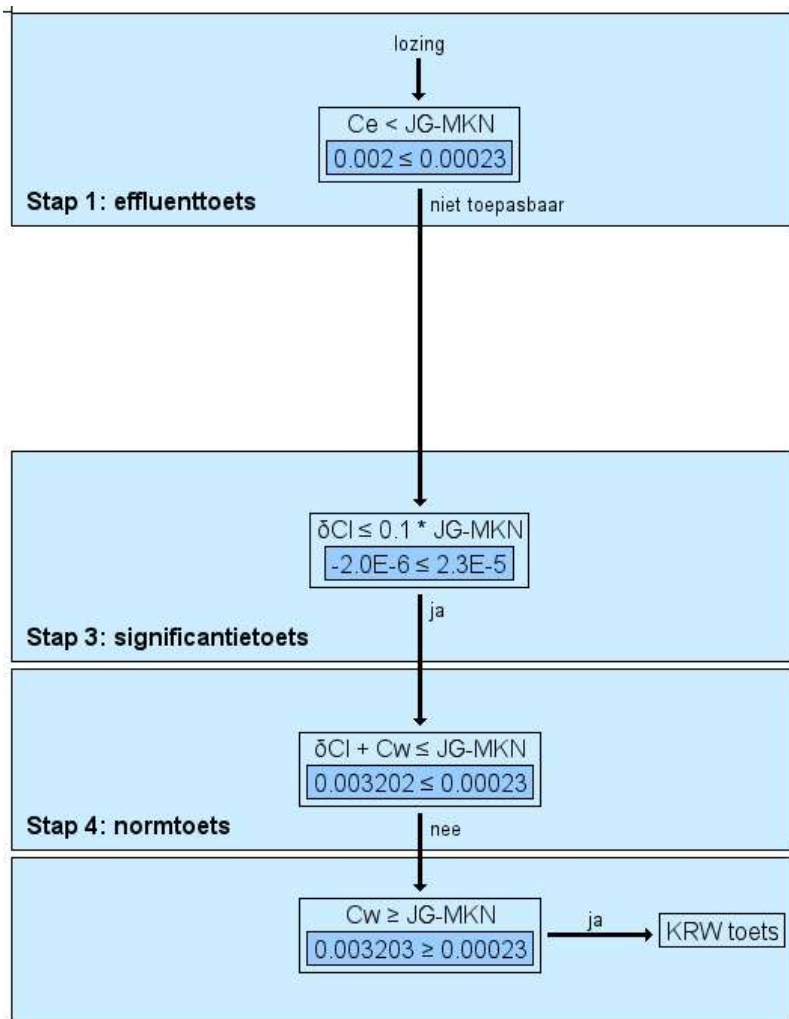 lozing
Ce < JG-MKN
0.002 ≤ 0.00023
Stap 1: effluenttoets
niet toepasbaar
δCl ≤ 0.1 * JG-MKN
-2.0E-6 ≤ 2.3E-5
ja
Stap 3: significantietoets
δCl + Cw ≤ JG-MKN
0.003202 ≤ 0.00023
Stap 4: normtoets
nee
Cw ≥ JG-MKN
0.003203 ≥ 0.00023
ja
KRW toets